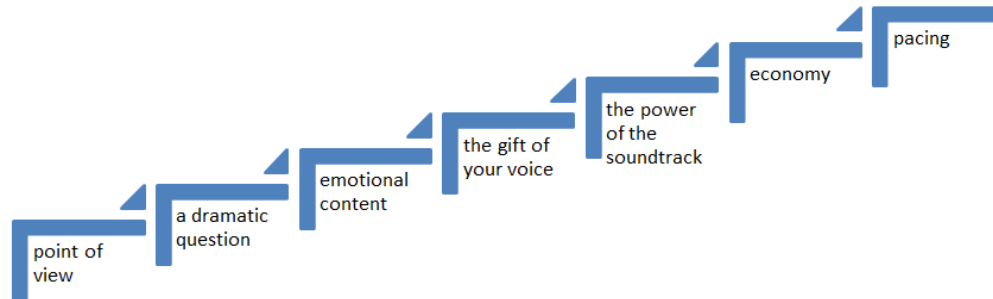 point of
view
a dramatic
question
emotional
content
the gift of
your voice
the power
of the
soundtrack
economy
pacing